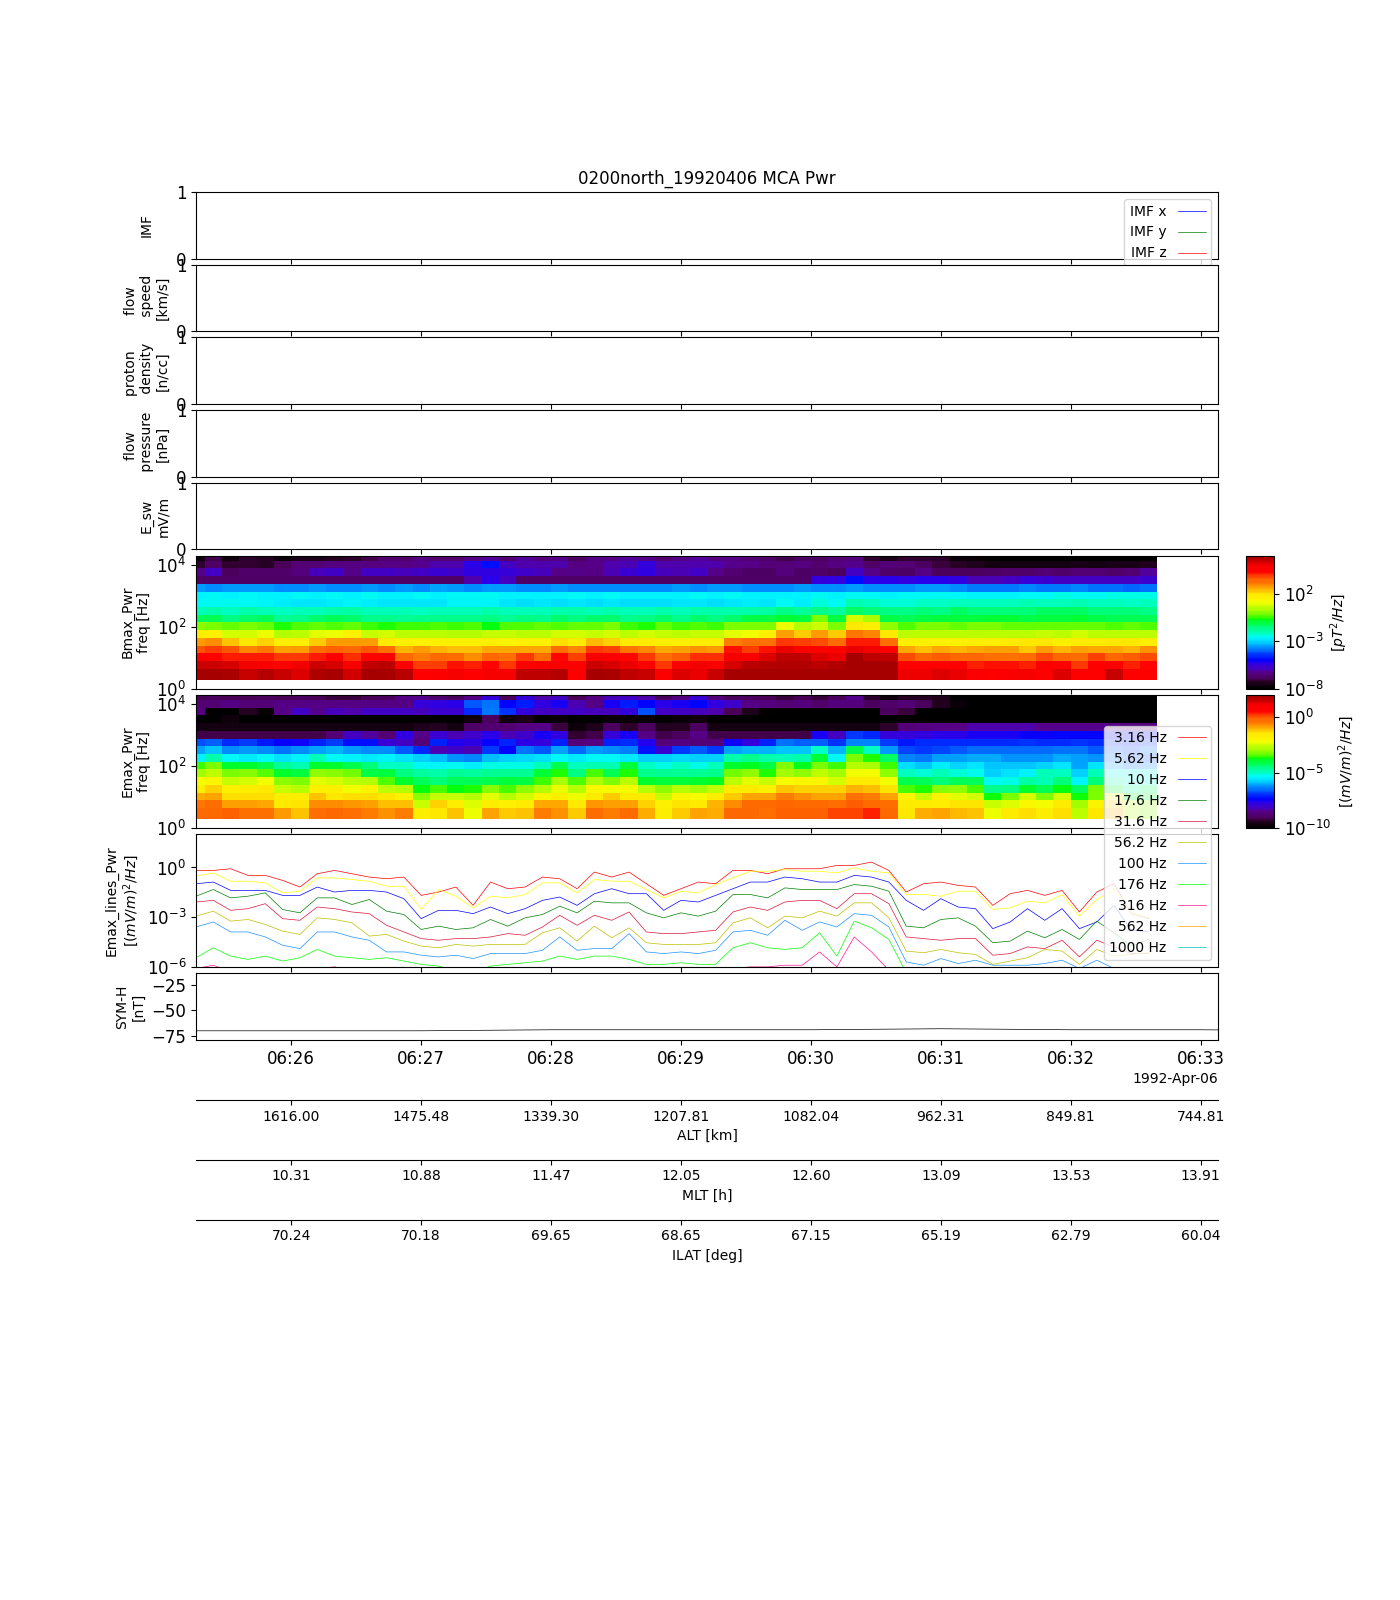 0200north_19920406 MCA Pwr
IMF
1
0
IMF x
IMF y
IMF z
flow
speed
[km/s]
1
0
proton
density
[n/cc]
1
0
flow
pressure
[nPa]
1
0
E_sw
mV/m
1
0
Bmax_Pwr
freq [Hz]
10^4
10^2
10^0
10^2
10^-3
10^-8
[pT^2/Hz]
Emax_Pwr
freq [Hz]
10^4
10^2
10^0
10^0
10^-5
10^-10
[(mV/m)^2/Hz]
3.16 Hz
5.62 Hz
10 Hz
17.6 Hz
31.6 Hz
56.2 Hz
100 Hz
176 Hz
316 Hz
562 Hz
1000 Hz
Emax_lines_Pwr
[(mV/m)^2/Hz]
10^0
10^-3
10^-6
SYM-H
[nT]
−25
−50
−75
06:26 06:27 06:28 06:29 06:30 06:31 06:32 06:33
1992-Apr-06
1616.00 1475.48 1339.30 1207.81 1082.04 962.31 849.81 744.81
ALT [km]
10.31 10.88 11.47 12.05 12.60 13.09 13.53 13.91
MLT [h]
70.24 70.18 69.65 68.65 67.15 65.19 62.79 60.04
ILAT [deg]